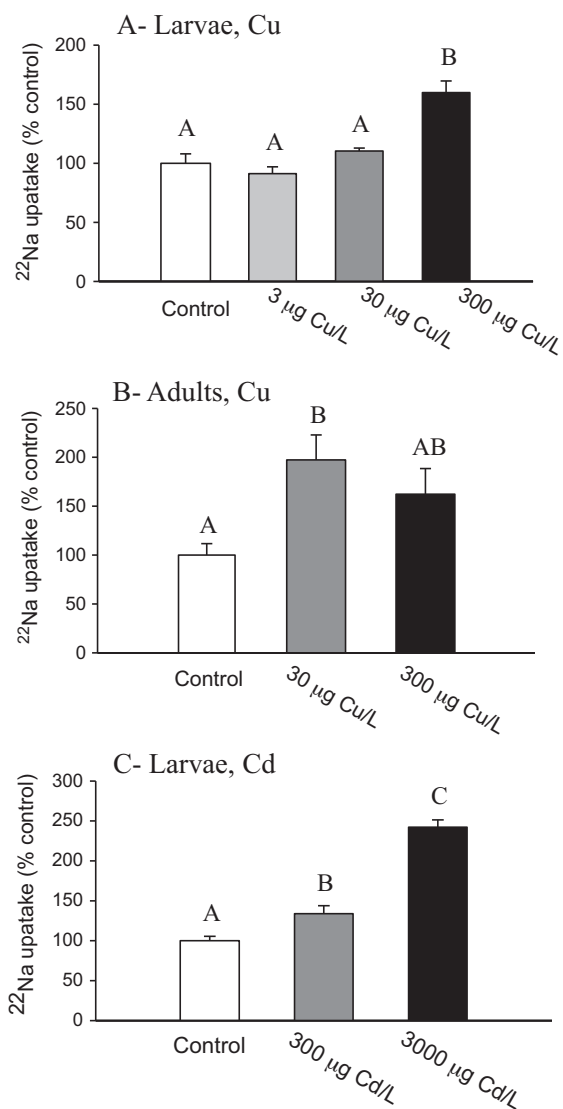 A- Larvae, Cu
22Na upatake (% control)
200
150
100
50
0
A
A
A
B
Control
3 μg Cu/L
30 μg Cu/L
300 μg Cu/L
B- Adults, Cu
22Na upatake (% control)
250
200
150
100
50
0
A
B
AB
Control
30 μg Cu/L
300 μg Cu/L
C- Larvae, Cd
22Na upatake (% control)
300
250
200
150
100
50
0
A
B
C
Control
300 μg Cd/L
3000 μg Cd/L